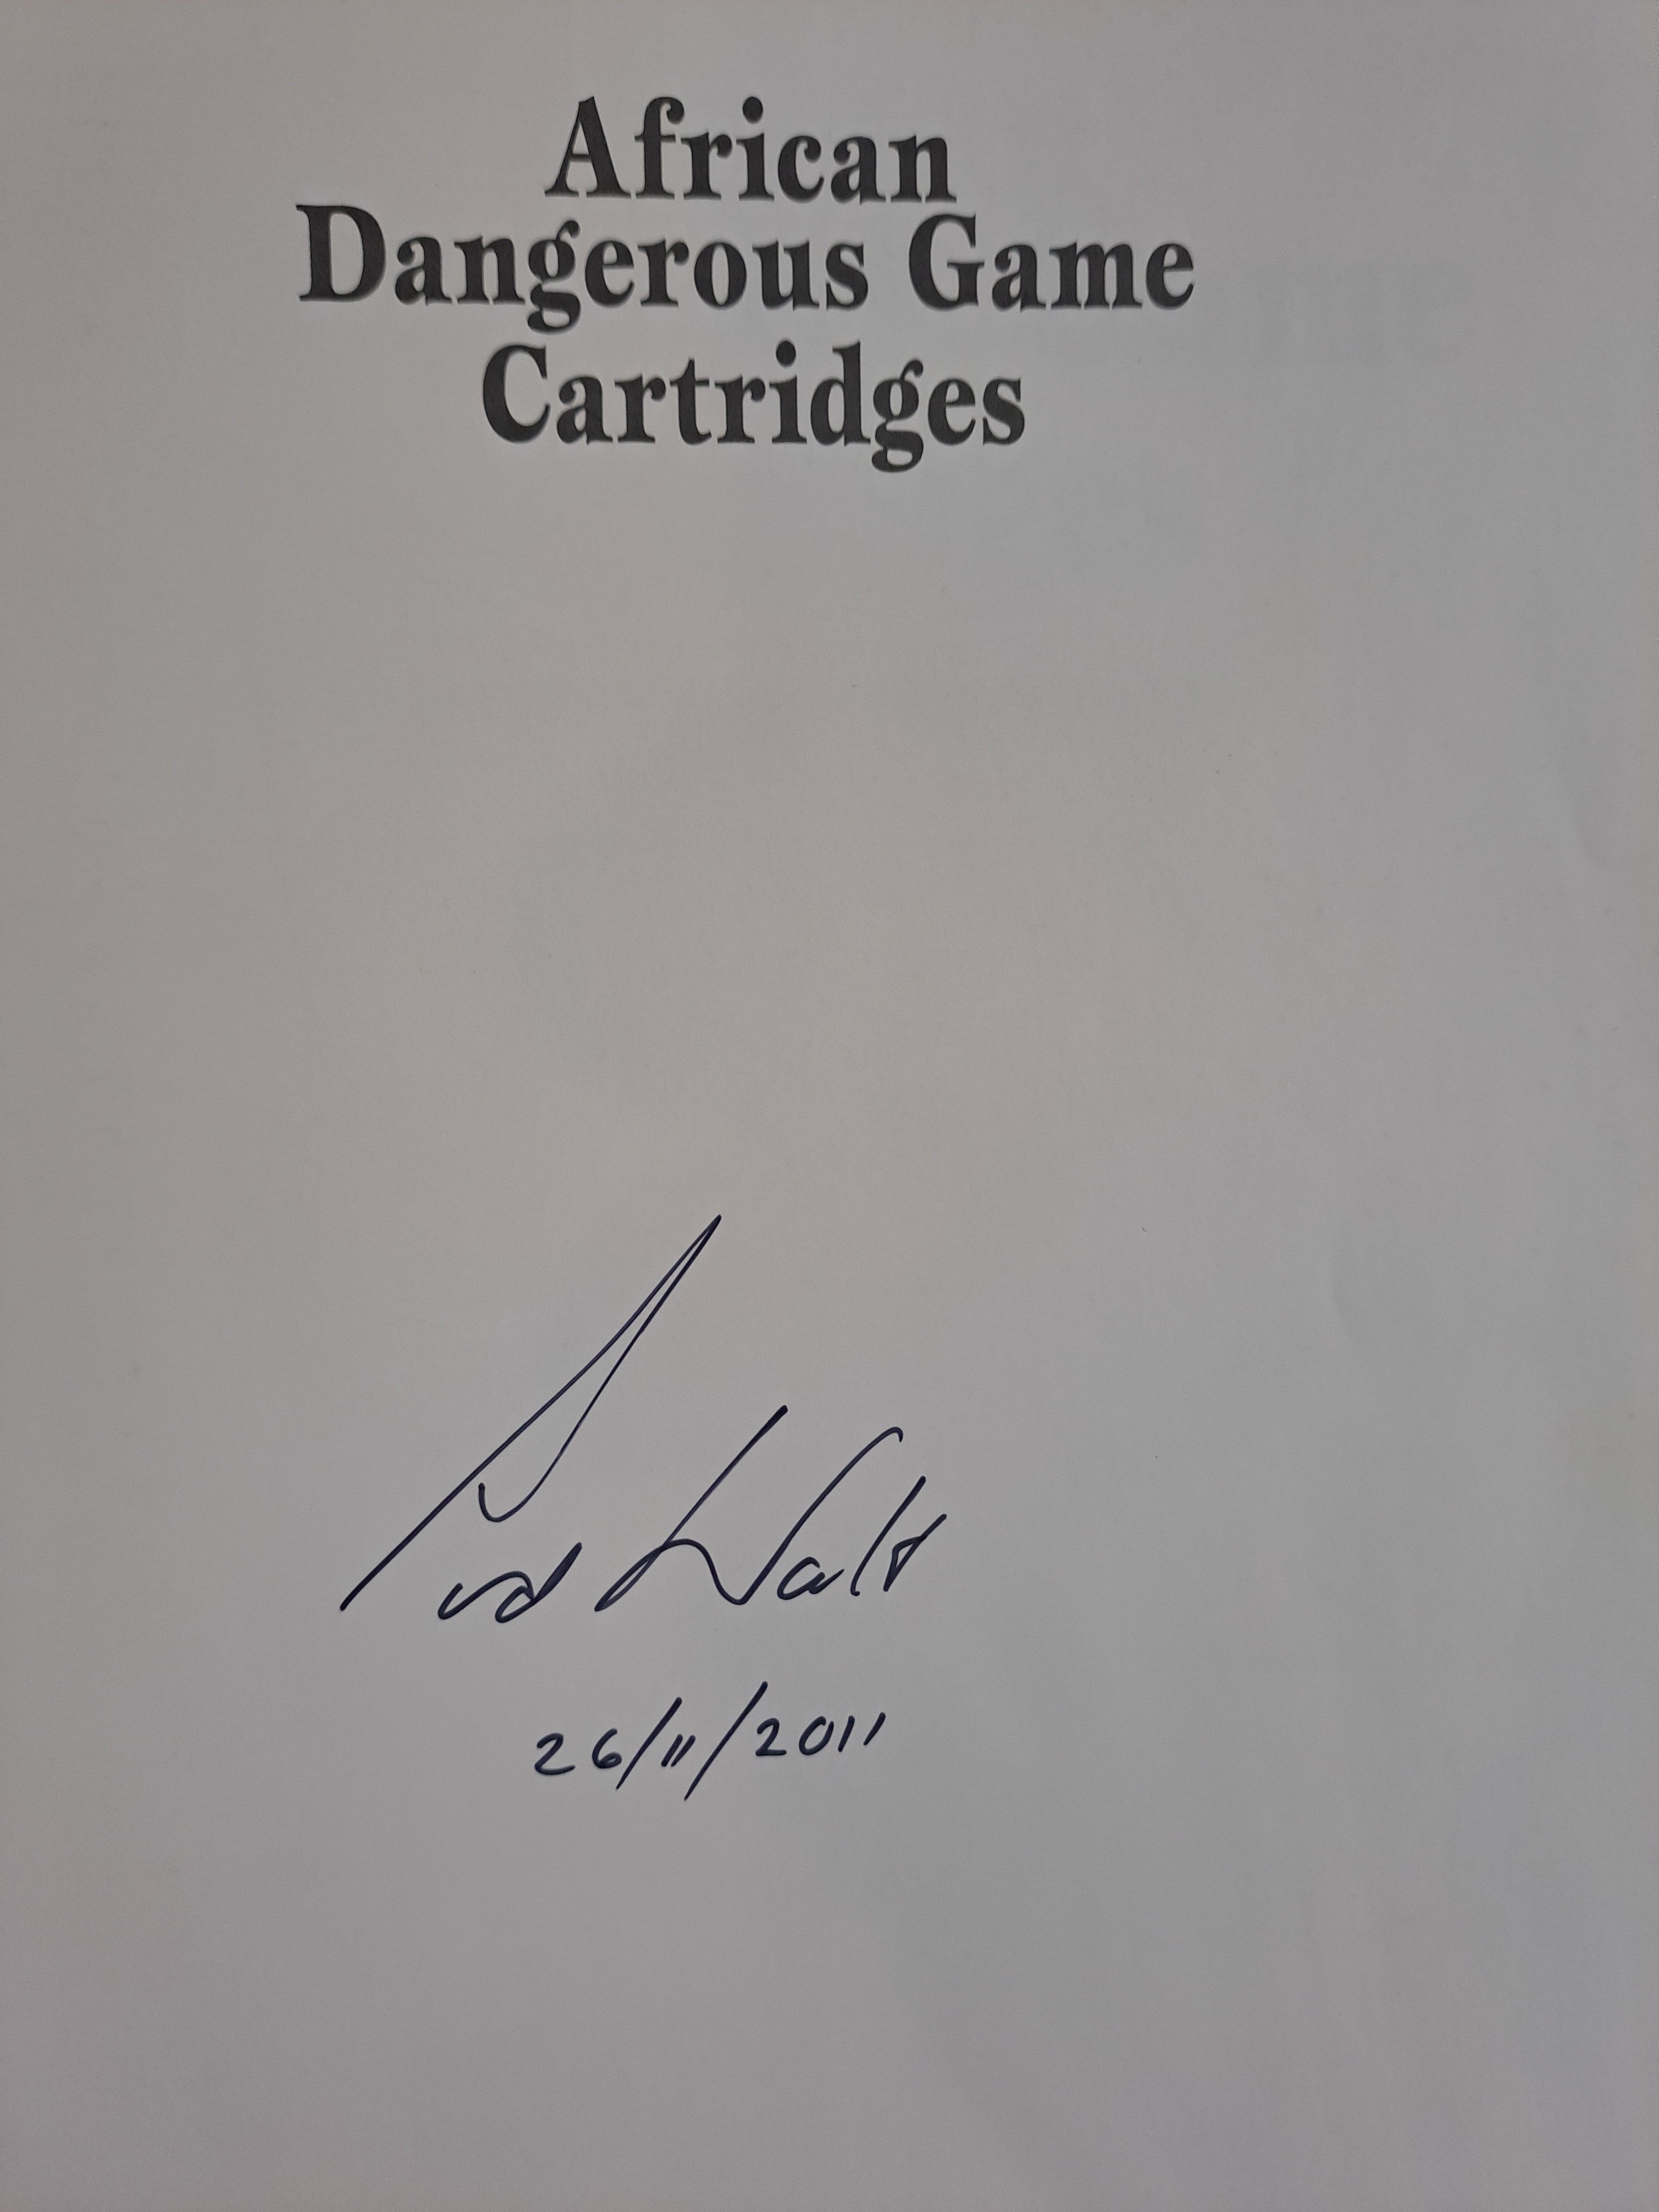 African
Dangerous Game
Cartridges
26/11/2011